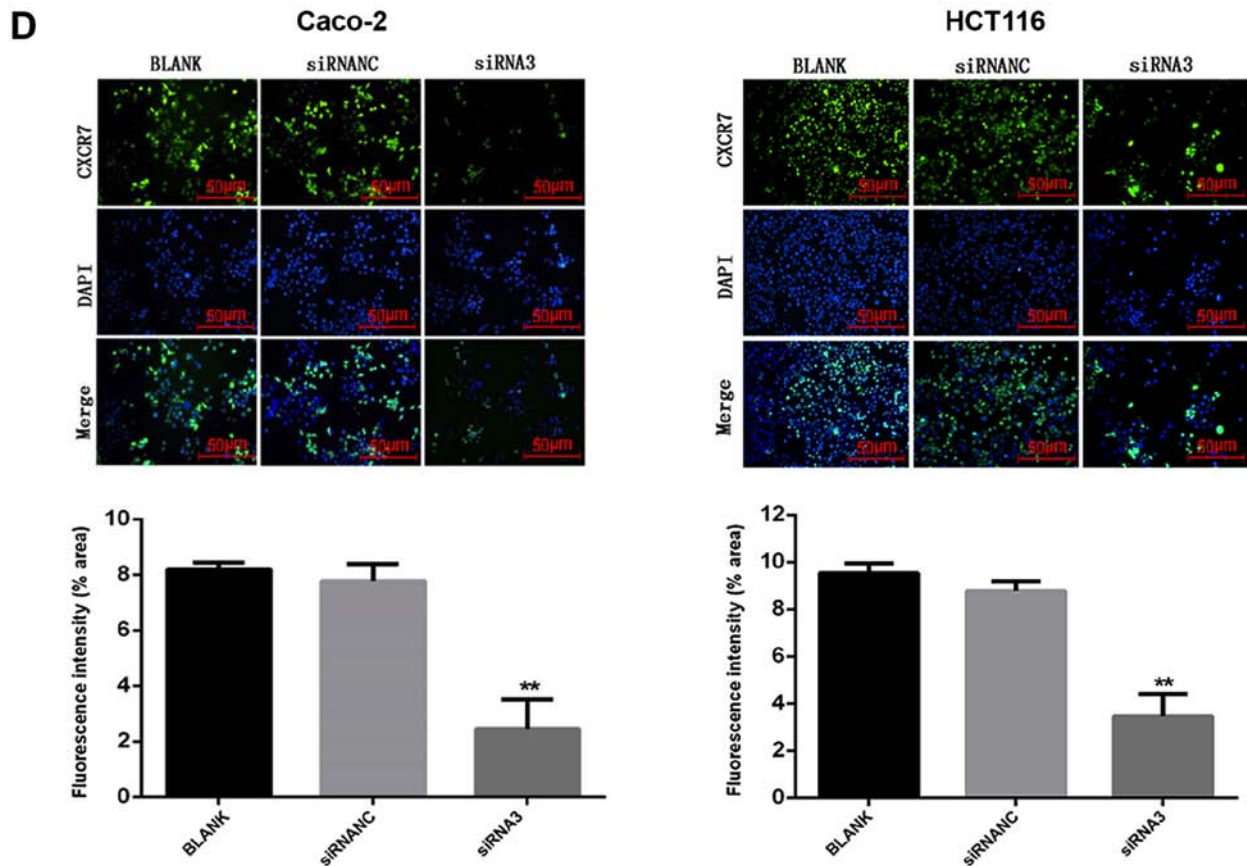 D
Caco-2
BLANK siRNANC siRNA3
CXCR7
50μm 50μm 50μm
DAPI
50μm 50μm 50μm
Merge
50μm 50μm 50μm
Fluorescence intensity (% area)
10
8
6
4
2
0
**
BLANK siRNANC siRNA3
HCT116
BLANK siRNANC siRNA3
CXCR7
50μm 50μm 50μm
DAPI
50μm 50μm 50μm
Merge
50μm 50μm 50μm
Fluorescence intensity (% area)
12
10
8
6
4
2
0
**
BLANK siRNANC siRNA3